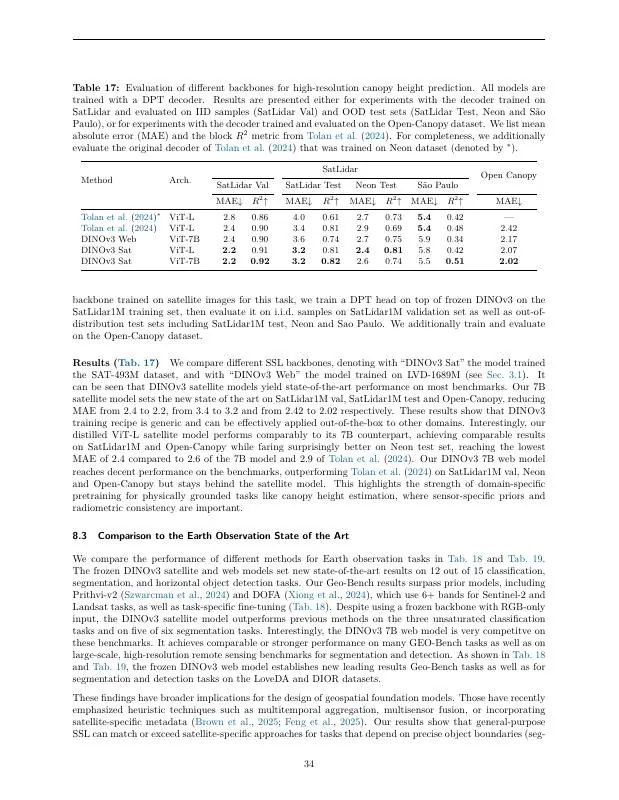 Table 17: Evaluation of different backbones for high-resolution canopy height prediction. All models are
trained with a DPT decoder. Results are presented either for experiments with the decoder trained on
SatLidar and evaluated on IID samples (SatLidar Val) and OOD test sets (SatLidar Test, Neon and São
Paulo), or for experiments with the decoder trained and evaluated on the Open-Canopy dataset. We list mean
absolute error (MAE) and the block R² metric from Tolan et al. (2024). For completeness, we additionally
evaluate the original decoder of Tolan et al. (2024) that was trained on Neon dataset (denoted by *).
SatLidar
Method Arch. Open Canopy
SatLidar Val SatLidar Test Neon Test São Paulo
MAE↓ R²↑ MAE↓ R²↑ MAE↓ R²↑ MAE↓ R²↑ MAE↓
Tolan et al. (2024)* ViT-L 2.8 0.86 4.0 0.61 2.7 0.73 5.4 0.42 —
Tolan et al. (2024) ViT-L 2.4 0.90 3.4 0.81 2.9 0.69 5.4 0.48 2.42
DINOv3 Web ViT-7B 2.4 0.90 3.6 0.74 2.7 0.75 5.9 0.34 2.17
DINOv3 Sat ViT-L 2.2 0.91 3.2 0.81 2.4 0.81 5.8 0.42 2.07
DINOv3 Sat ViT-7B 2.2 0.92 3.2 0.82 2.6 0.74 5.5 0.51 2.02
backbone trained on satellite images for this task, we train a DPT head on top of frozen DINOv3 on the
SatLidar1M training set, then evaluate it on i.i.d. samples on SatLidar1M validation set as well as out-of-
distribution test sets including SatLidar1M test, Neon and Sao Paulo. We additionally train and evaluate
on the Open-Canopy dataset.
Results (Tab. 17) We compare different SSL backbones, denoting with “DINOv3 Sat” the model trained
the SAT-493M dataset, and with “DINOv3 Web” the model trained on LVD-1689M (see Sec. 3.1). It
can be seen that DINOv3 satellite models yield state-of-the-art performance on most benchmarks. Our 7B
satellite model sets the new state of the art on SatLidar1M val, SatLidar test and Open-Canopy, reducing
MAE from 2.4 to 2.2, from 3.4 to 3.2 and from 2.42 to 2.02 respectively. These results show that DINOv3
training recipe is generic and can be effectively applied out-of-the-box to other domains. Interestingly, our
distilled ViT-L satellite model performs comparably to its 7B counterpart, achieving comparable results
on SatLidar1M and Open-Canopy while faring surprisingly better on Neon test set, reaching the lowest
MAE of 2.4 compared to 2.6 of the 7B model and 2.9 of Tolan et al. (2024). Our DINOv3 7B web model
reaches decent performance on the benchmarks, outperforming Tolan et al. (2024) on SatLidar1M val, Neon
and Open-Canopy but stays behind the satellite model. This highlights the strength of domain-specific
pretraining for physically grounded tasks like canopy height estimation, where sensor-specific priors and
radiometric consistency are important.
8.3 Comparison to the Earth Observation State of the Art
We compare the performance of different methods for Earth observation tasks in Tab. 18 and Tab. 19.
The frozen DINOv3 satellite and web models set new state-of-the-art results on 12 out of 15 classification,
segmentation, and horizontal object detection tasks. Our Geo-Bench results surpass prior models, including
Prithvi-v2 (Szwarcman et al., 2024) and DOFA (Xiong et al., 2024), which use 6+ bands for Sentinel-2 and
Landsat tasks, as well as task-specific fine-tuning (Tab. 18). Despite using a frozen backbone with RGB-only
input, the DINOv3 satellite model outperforms previous methods on the three unsaturated classification
tasks and on five of six segmentation tasks. Interestingly, the DINOv3 7B web model is very competitive on
these benchmarks. It achieves comparable or stronger performance on many GEO-Bench tasks as well as on
large-scale, high-resolution remote sensing benchmarks for segmentation and detection. As shown in Tab. 18
and Tab. 19, the frozen DINOv3 web model establishes new leading results Geo-Bench tasks as well as for
segmentation and detection tasks on the LoveDA and DIOR datasets.
These findings have broader implications for the design of geospatial foundation models. Those have recently
emphasized heuristic techniques such as multitemporal aggregation, multisensor fusion, or incorporating
satellite-specific metadata (Brown et al., 2025; Feng et al., 2025). Our results show that general-purpose
SSL can match or exceed satellite-specific approaches for tasks that depend on precise object boundaries (seg-
34